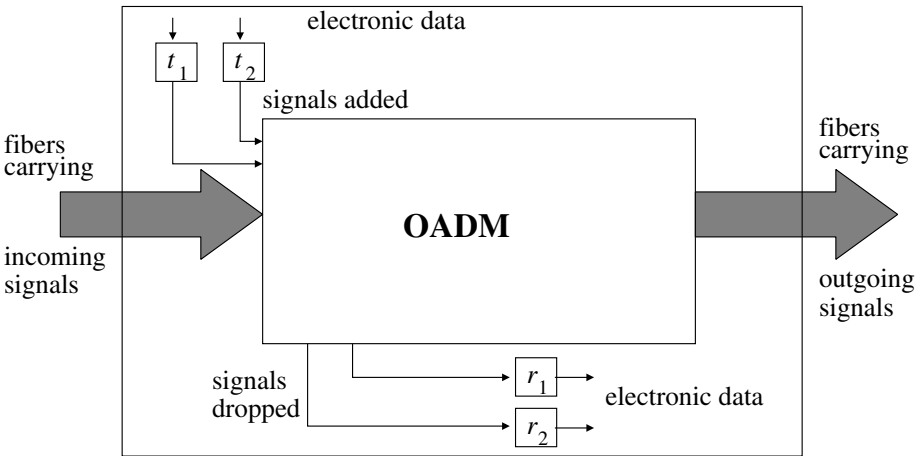 electronic data
t1
t2
signals added
fibers
carrying
fibers
carrying
OADM
incoming
signals
outgoing
signals
signals
dropped
r1
electronic data
r2